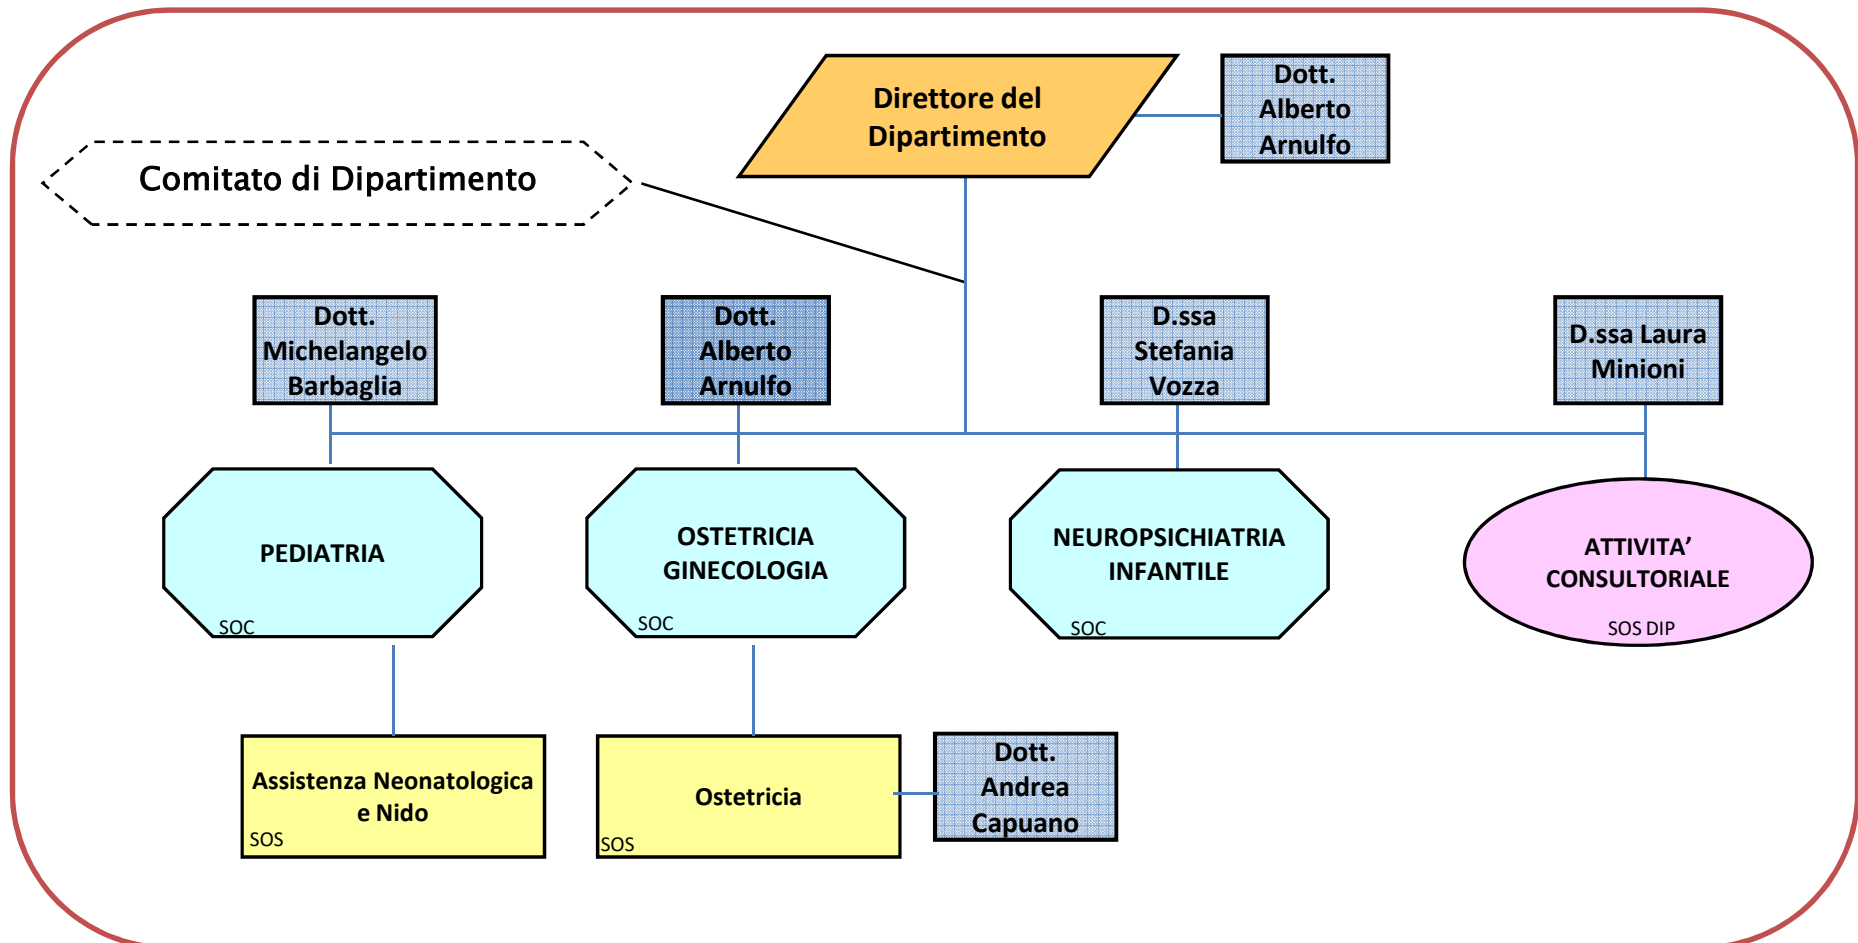 Direttore del
Dipartimento
Dott.
Alberto
Arnulfo
Comitato di Dipartimento
Dott.
Michelangelo
Barbaglia
Dott.
Alberto
Arnulfo
D.ssa
Stefania
Vozza
D.ssa Laura
Minioni
PEDIATRIA
SOC
OSTETRICIA
GINECOLOGIA
SOC
NEUROPSICHIATRIA
INFANTILE
SOC
ATTIVITA’
CONSULTORIALE
SOS DIP
Assistenza Neonatologica
e Nido
SOS
Ostetricia
SOS
Dott.
Andrea
Capuano